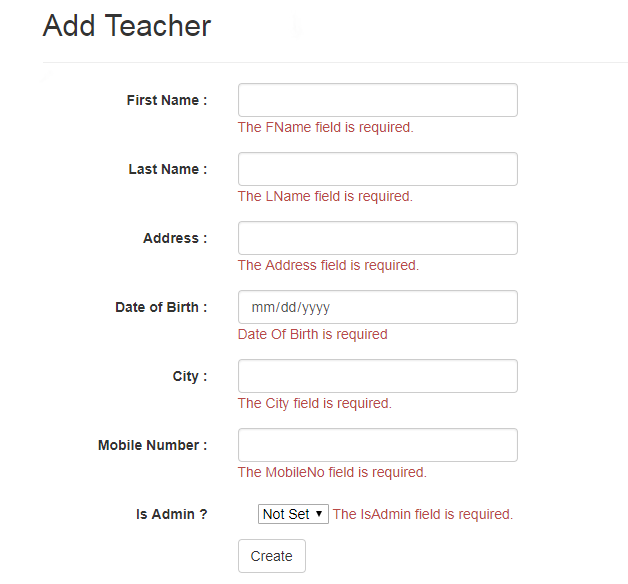 Add Teacher
First Name :
The FName field is required.
Last Name :
The LName field is required.
Address :
The Address field is required.
Date of Birth : mm/dd/yyyy
Date Of Birth is required
City :
The City field is required.
Mobile Number :
The MobileNo field is required.
Is Admin ? Not Set The IsAdmin field is required.
Create